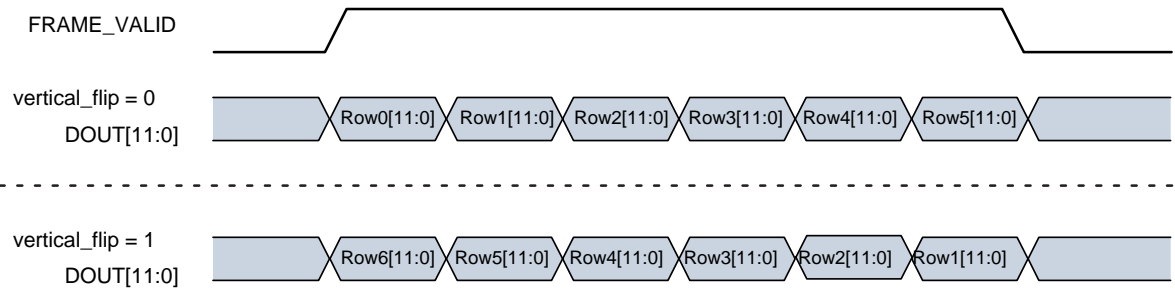 FRAME_VALID
vertical_flip = 0
DOUT[11:0]
Row0[11:0] Row1[11:0] Row2[11:0] Row3[11:0] Row4[11:0] Row5[11:0]
vertical_flip = 1
DOUT[11:0]
Row6[11:0] Row5[11:0] Row4[11:0] Row3[11:0] Row2[11:0] Row1[11:0]